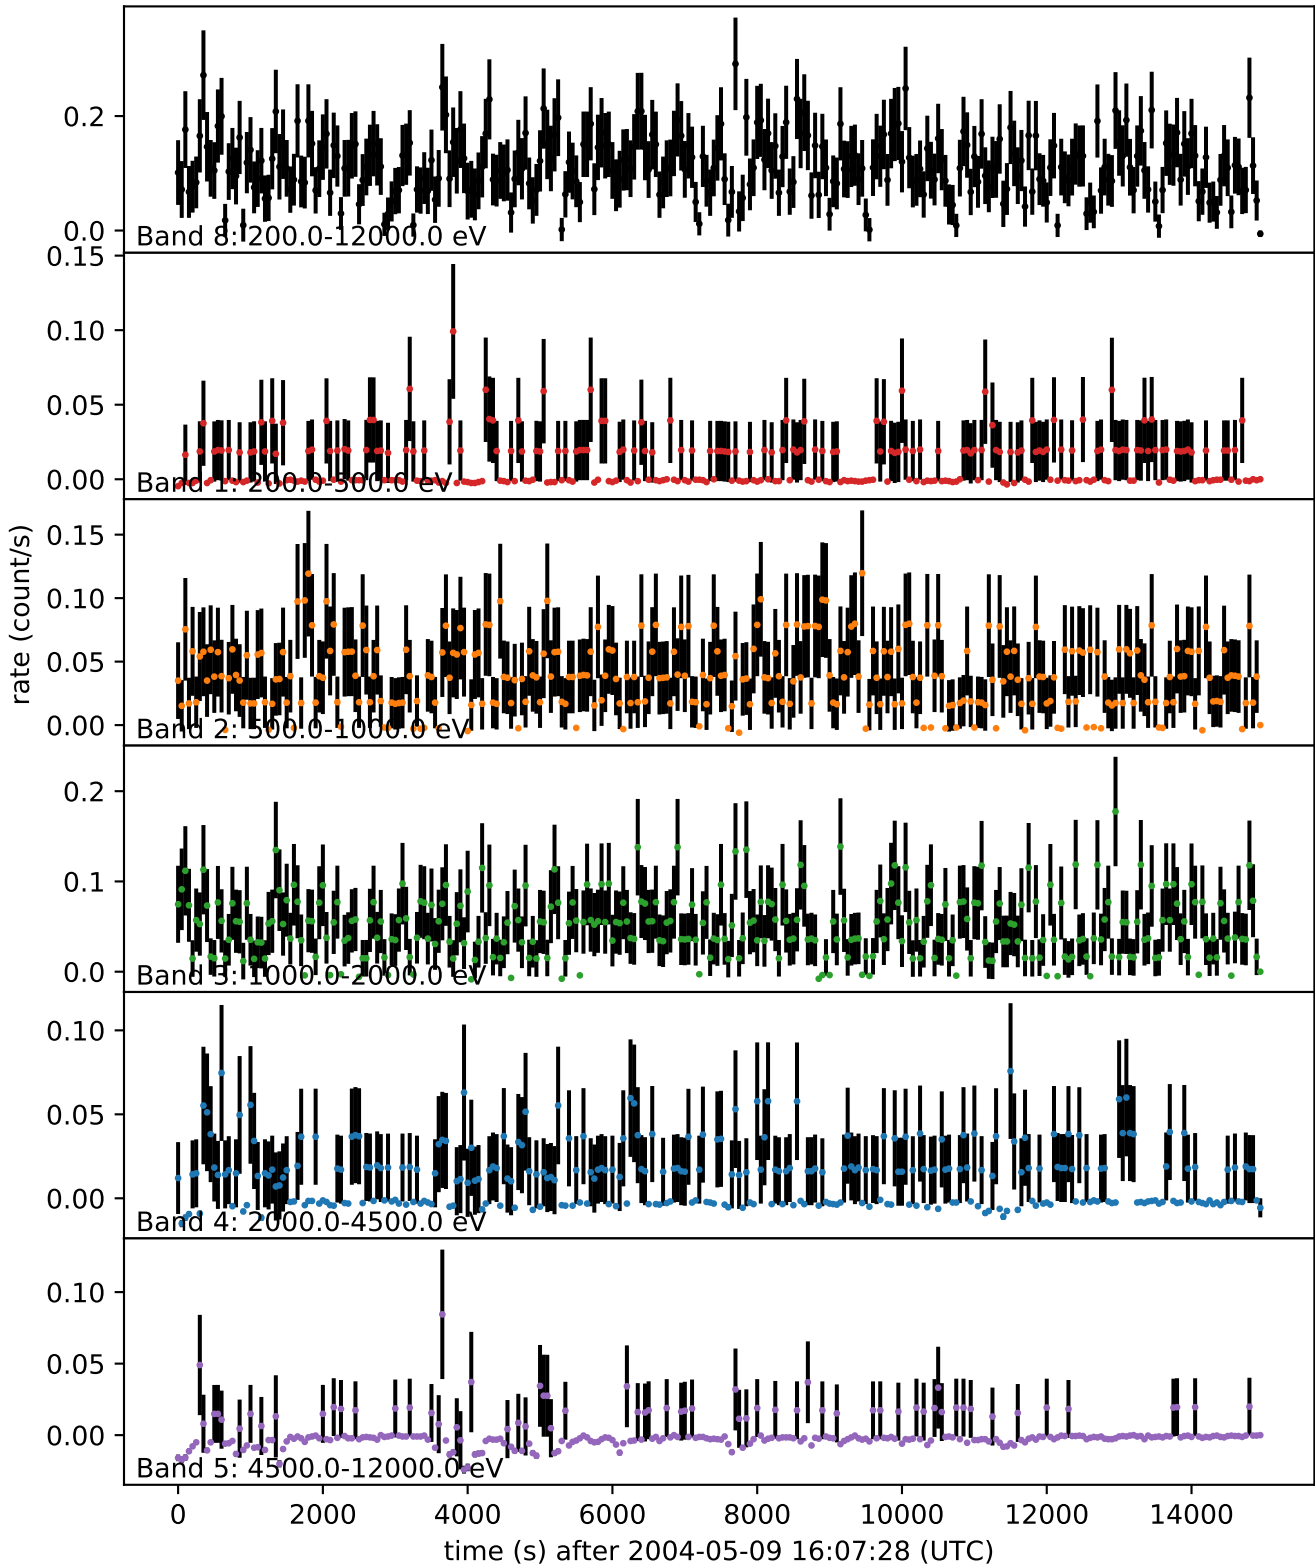 0.2
0.0
Band 8: 200.0-12000.0 eV
0.15
0.10
0.05
0.00
Band 1: 200.0-500.0 eV
0.15
0.10
0.05
0.00
Band 2: 500.0-1000.0 eV
rate (count/s)
0.2
0.1
0.0
Band 3: 1000.0-2000.0 eV
0.10
0.05
0.00
Band 4: 2000.0-4500.0 eV
0.10
0.05
0.00
Band 5: 4500.0-12000.0 eV
0 2000 4000 6000 8000 10000 12000 14000
time (s) after 2004-05-09 16:07:28 (UTC)